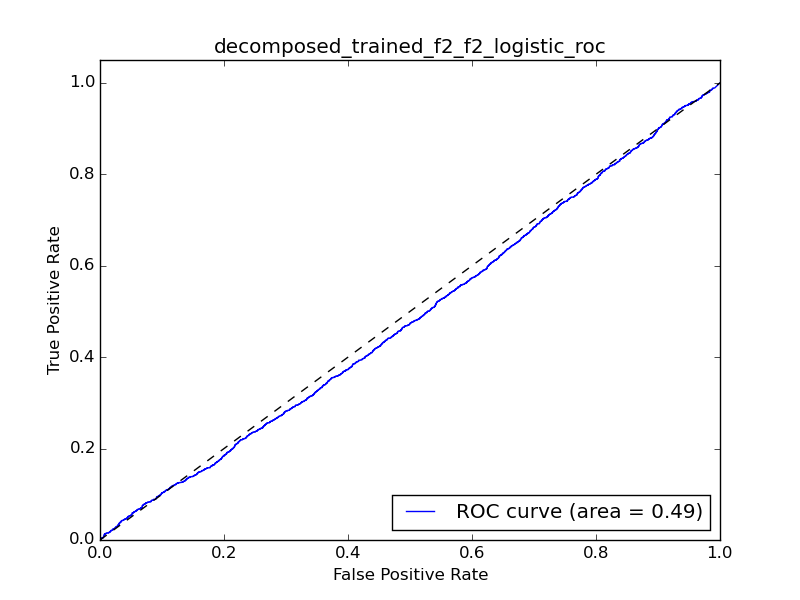 decomposed_trained_f2_f2_logistic_roc
1.0
0.8
0.6
0.4
0.2
0.0
True Positive Rate
ROC curve (area = 0.49)
0.0 0.2 0.4 0.6 0.8 1.0
False Positive Rate